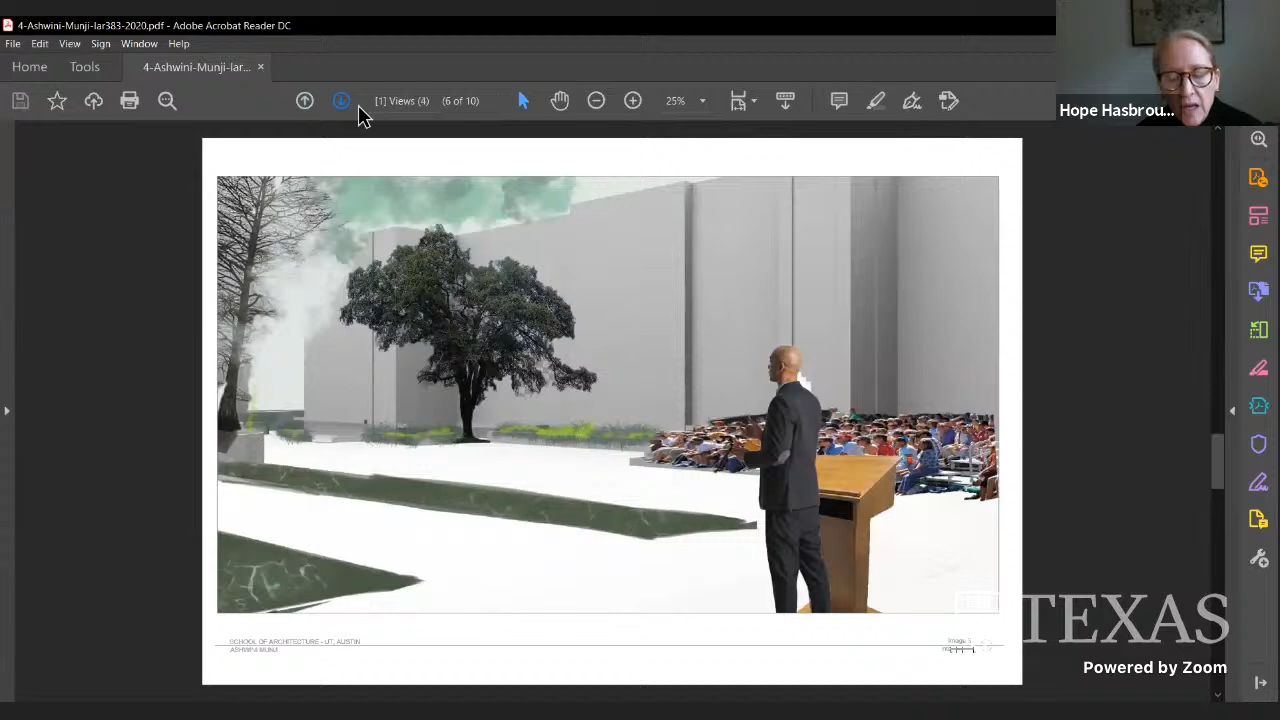 4-Ashwini-Munji-lar383-2020.pdf - Adobe Acrobat Reader DC
File Edit View Sign Window Help
Home Tools 4-Ashwini-Munji-lar... ×
[1] Views (4) (6 of 10) 25%
Hope Hasbrou...
SCHOOL OF ARCHITECTURE - UT, AUSTIN
ASHWINI MUNJI
Image 5
TEXAS
Powered by Zoom